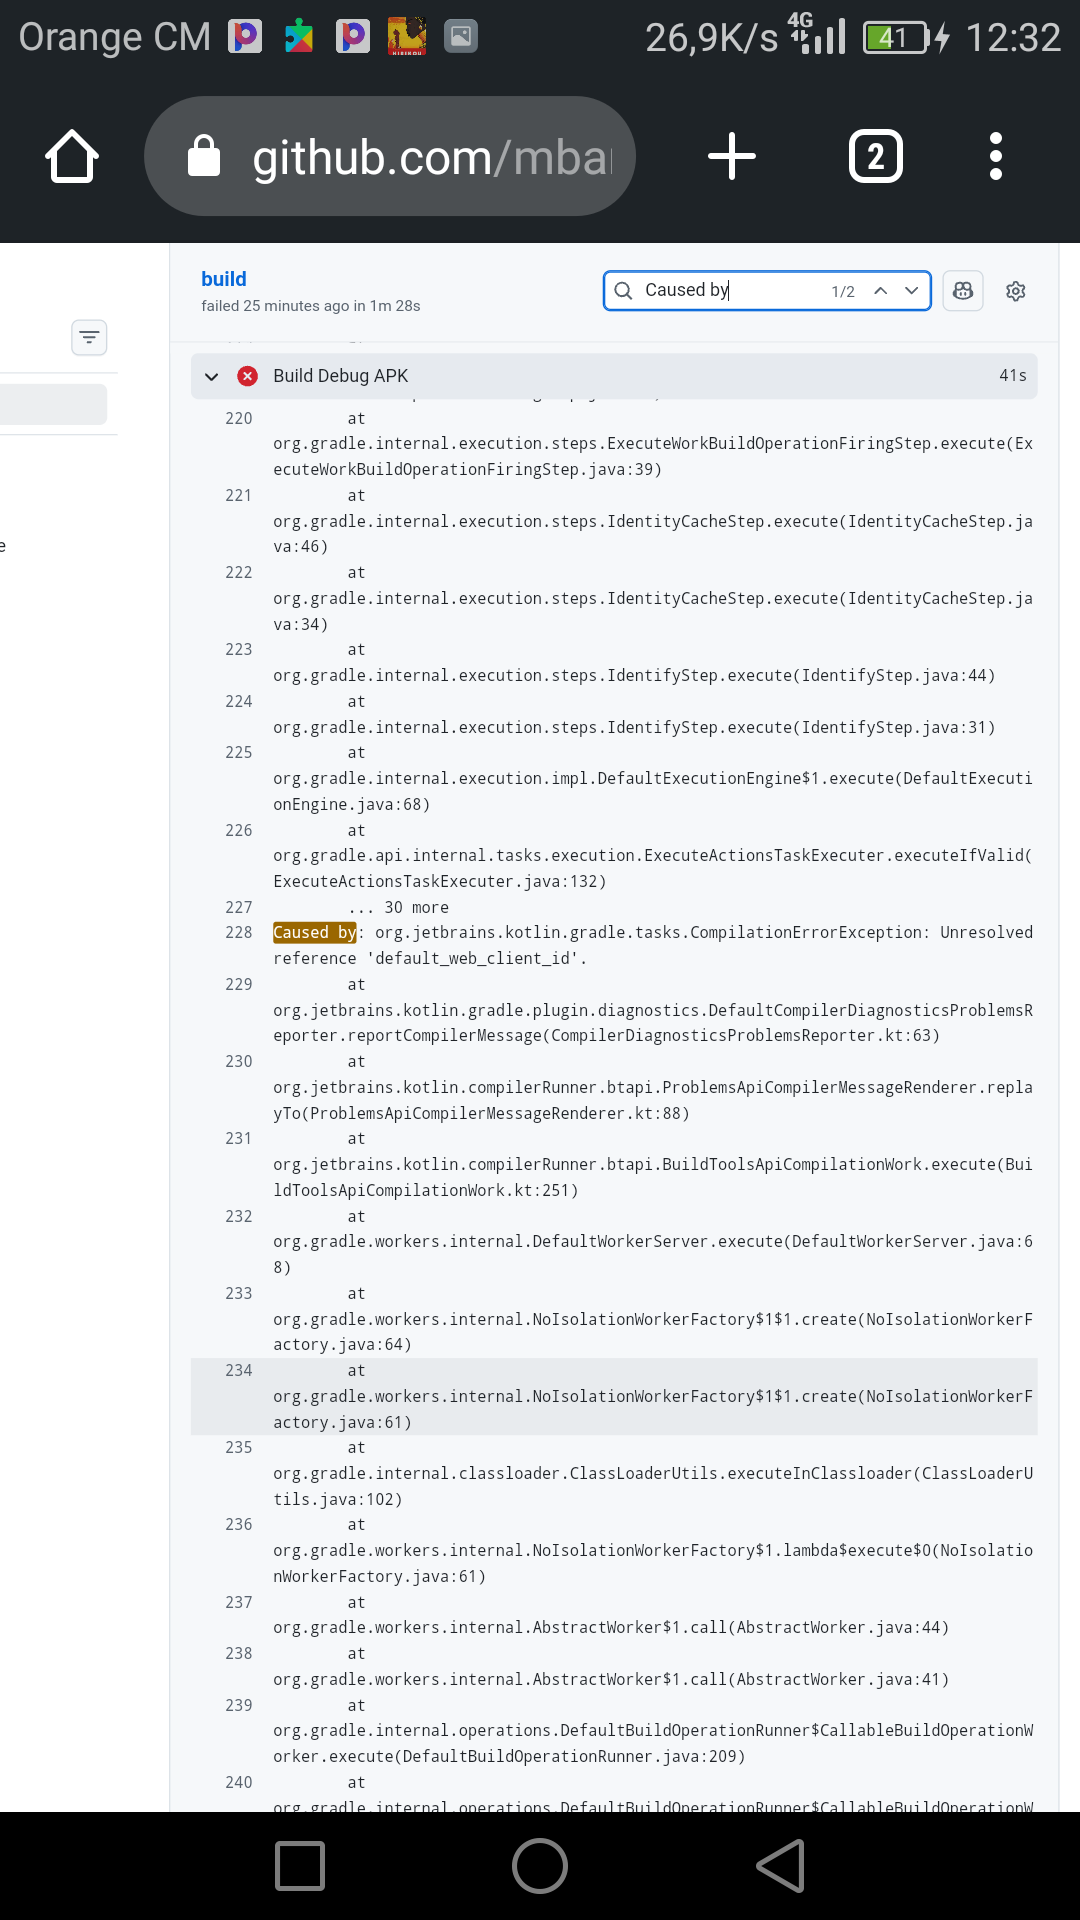 Orange CM
26,9K/s 4G 41 12:32
github.com/mba
2
build
failed 25 minutes ago in 1m 28s
Caused by 1/2
Build Debug APK 41s
220 at
org.gradle.internal.execution.steps.ExecuteWorkBuildOperationFiringStep.execute(Ex
ecuteWorkBuildOperationFiringStep.java:39)
221 at
org.gradle.internal.execution.steps.IdentityCacheStep.execute(IdentityCacheStep.ja
va:46)
e
222 at
org.gradle.internal.execution.steps.IdentityCacheStep.execute(IdentityCacheStep.ja
va:34)
223 at
org.gradle.internal.execution.steps.IdentifyStep.execute(IdentifyStep.java:44)
224 at
org.gradle.internal.execution.steps.IdentifyStep.execute(IdentifyStep.java:31)
225 at
org.gradle.internal.execution.impl.DefaultExecutionEngine$1.execute(DefaultExecuti
onEngine.java:68)
226 at
org.gradle.api.internal.tasks.execution.ExecuteActionsTaskExecuter.executeIfValid(
ExecuteActionsTaskExecuter.java:132)
227 ... 30 more
228 Caused by: org.jetbrains.kotlin.gradle.tasks.CompilationErrorException: Unresolved
reference 'default_web_client_id'.
229 at
org.jetbrains.kotlin.gradle.plugin.diagnostics.DefaultCompilerDiagnosticsProblemsR
eporter.reportCompilerMessage(CompilerDiagnosticsProblemsReporter.kt:63)
230 at
org.jetbrains.kotlin.compilerRunner.btapi.ProblemsApiCompilerMessageRenderer.repla
yTo(ProblemsApiCompilerMessageRenderer.kt:88)
231 at
org.jetbrains.kotlin.compilerRunner.btapi.BuildToolsApiCompilationWork.execute(Bui
ldToolsApiCompilationWork.kt:251)
232 at
org.gradle.workers.internal.DefaultWorkerServer.execute(DefaultWorkerServer.java:6
8)
233 at
org.gradle.workers.internal.NoIsolationWorkerFactory$1$1.create(NoIsolationWorkerF
actory.java:64)
234 at
org.gradle.workers.internal.NoIsolationWorkerFactory$1$1.create(NoIsolationWorkerF
actory.java:61)
235 at
org.gradle.internal.classloader.ClassLoaderUtils.executeInClassloader(ClassLoaderU
tils.java:102)
236 at
org.gradle.workers.internal.NoIsolationWorkerFactory$1.lambda$execute$0(NoIsolatio
nWorkerFactory.java:61)
237 at
org.gradle.workers.internal.AbstractWorker$1.call(AbstractWorker.java:44)
238 at
org.gradle.workers.internal.AbstractWorker$1.call(AbstractWorker.java:41)
239 at
org.gradle.internal.operations.DefaultBuildOperationRunner$CallableBuildOperationW
orker.execute(DefaultBuildOperationRunner.java:209)
240 at
org.gradle.internal.operations.DefaultBuildOperationRunner$CallableBuildOperationW